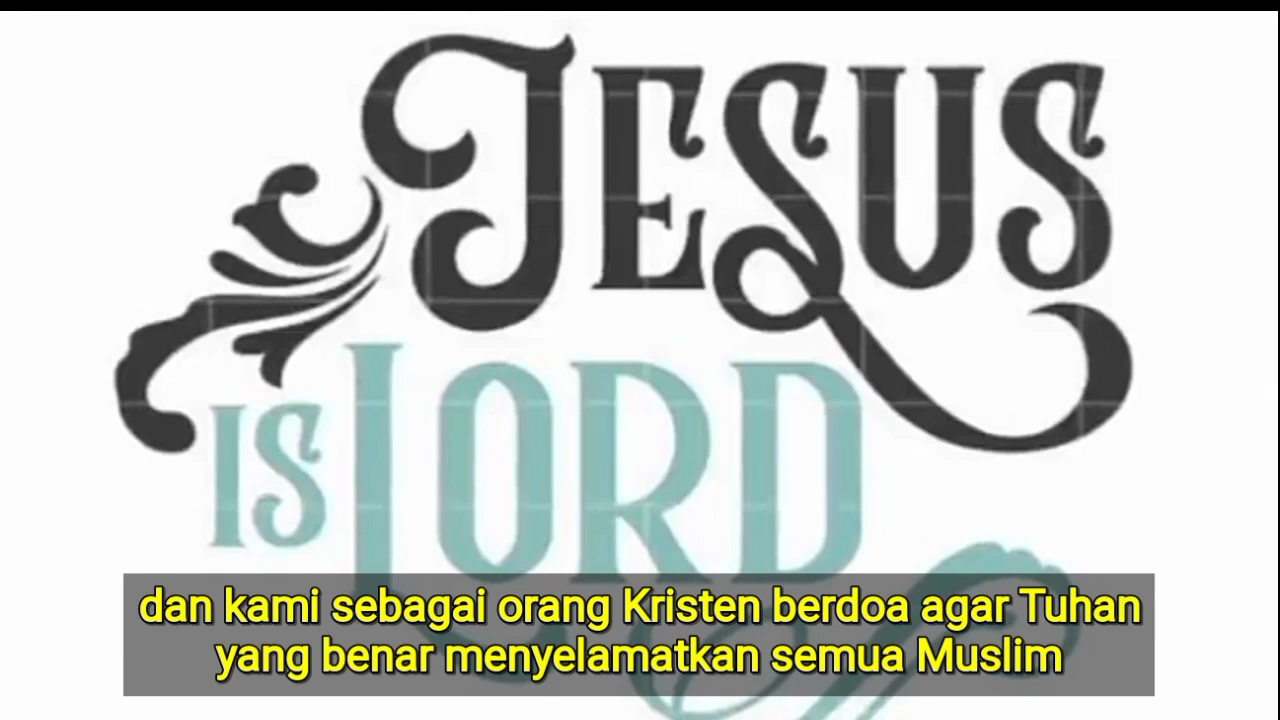 JESUS
IS LORD
dan kami sebagai orang Kristen berdoa agar Tuhan
yang benar menyelamatkan semua Muslim